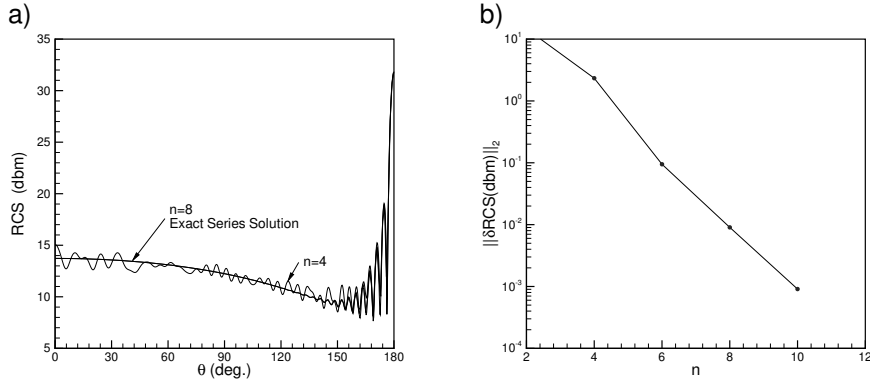 a)
RCS (dbm)
35
30
25
20
15
10
5
n=8
Exact Series Solution
n=4
0
30
60
90
120
150
180
θ (deg.)
b)
||δRCS(dbm)||₂
10¹
10⁰
10⁻¹
10⁻²
10⁻³
10⁻⁴
2
4
6
8
10
12
n